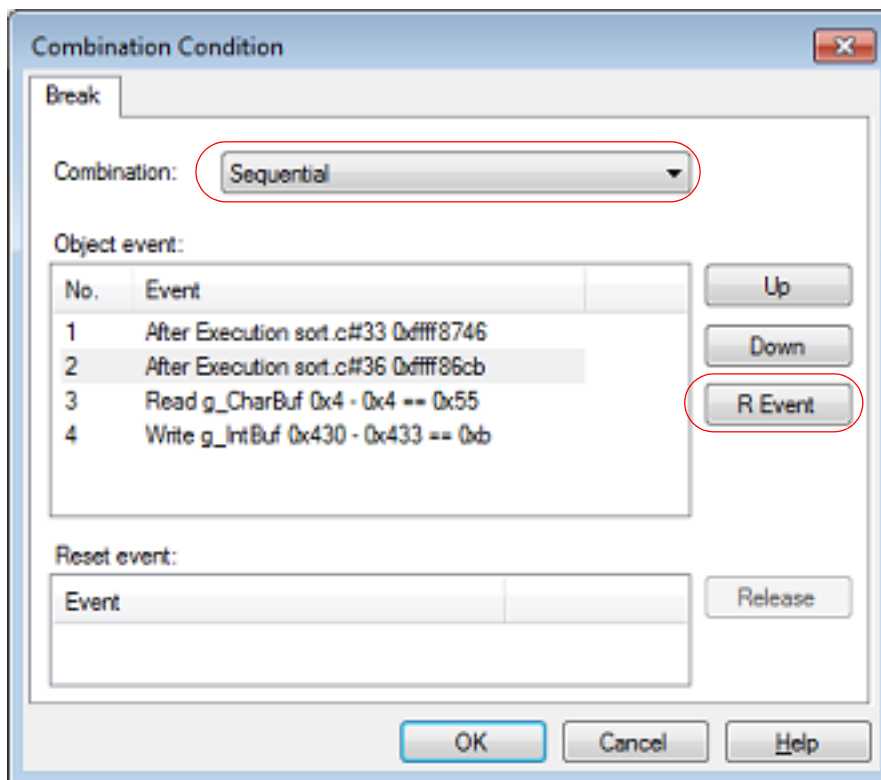 Combination Condition
Break
Combination: Sequential
Object event:
No. Event
1 After Execution sort.c#33 0xffff8746
2 After Execution sort.c#36 0xffff86cb
3 Read g_CharBuf 0x4 - 0x4 == 0x55
4 Write g_IntBuf 0x430 - 0x433 == 0xb
Up
Down
R Event
Reset event:
Event
Release
OK Cancel Help